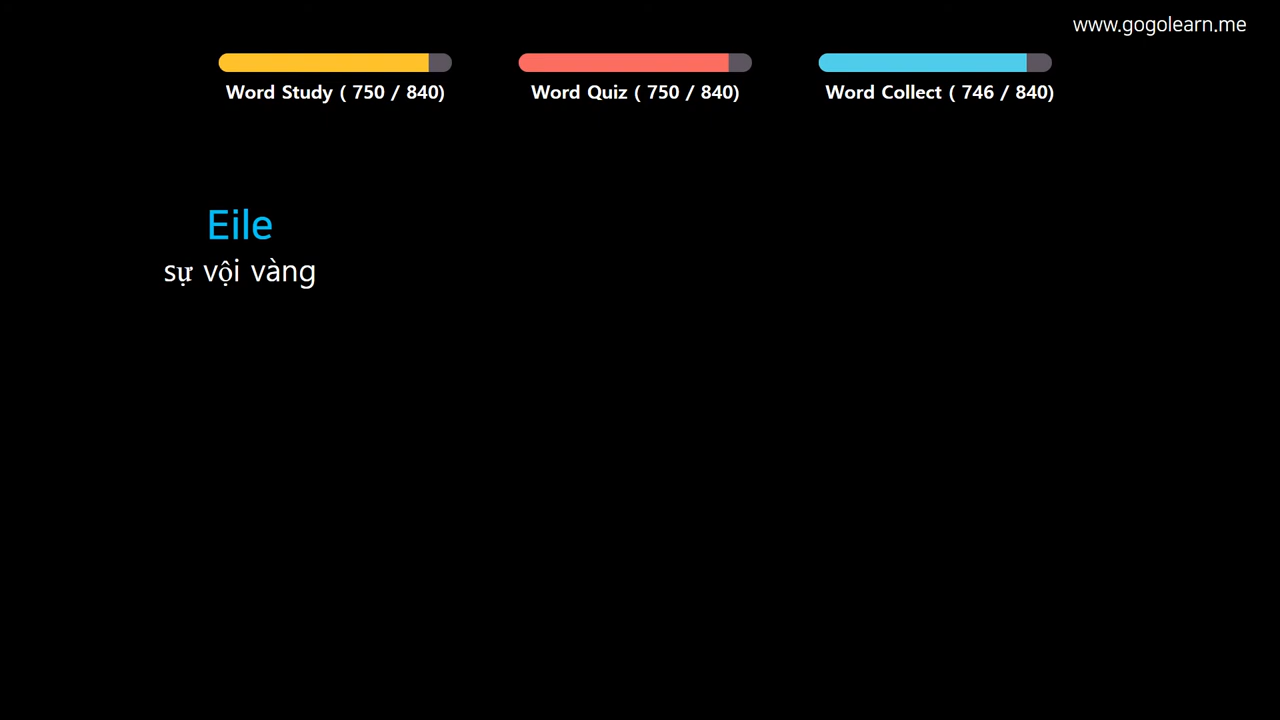 www.gogolearn.me
Word Study ( 750 / 840)
Word Quiz ( 750 / 840)
Word Collect ( 746 / 840)
Eile
sự vội vàng